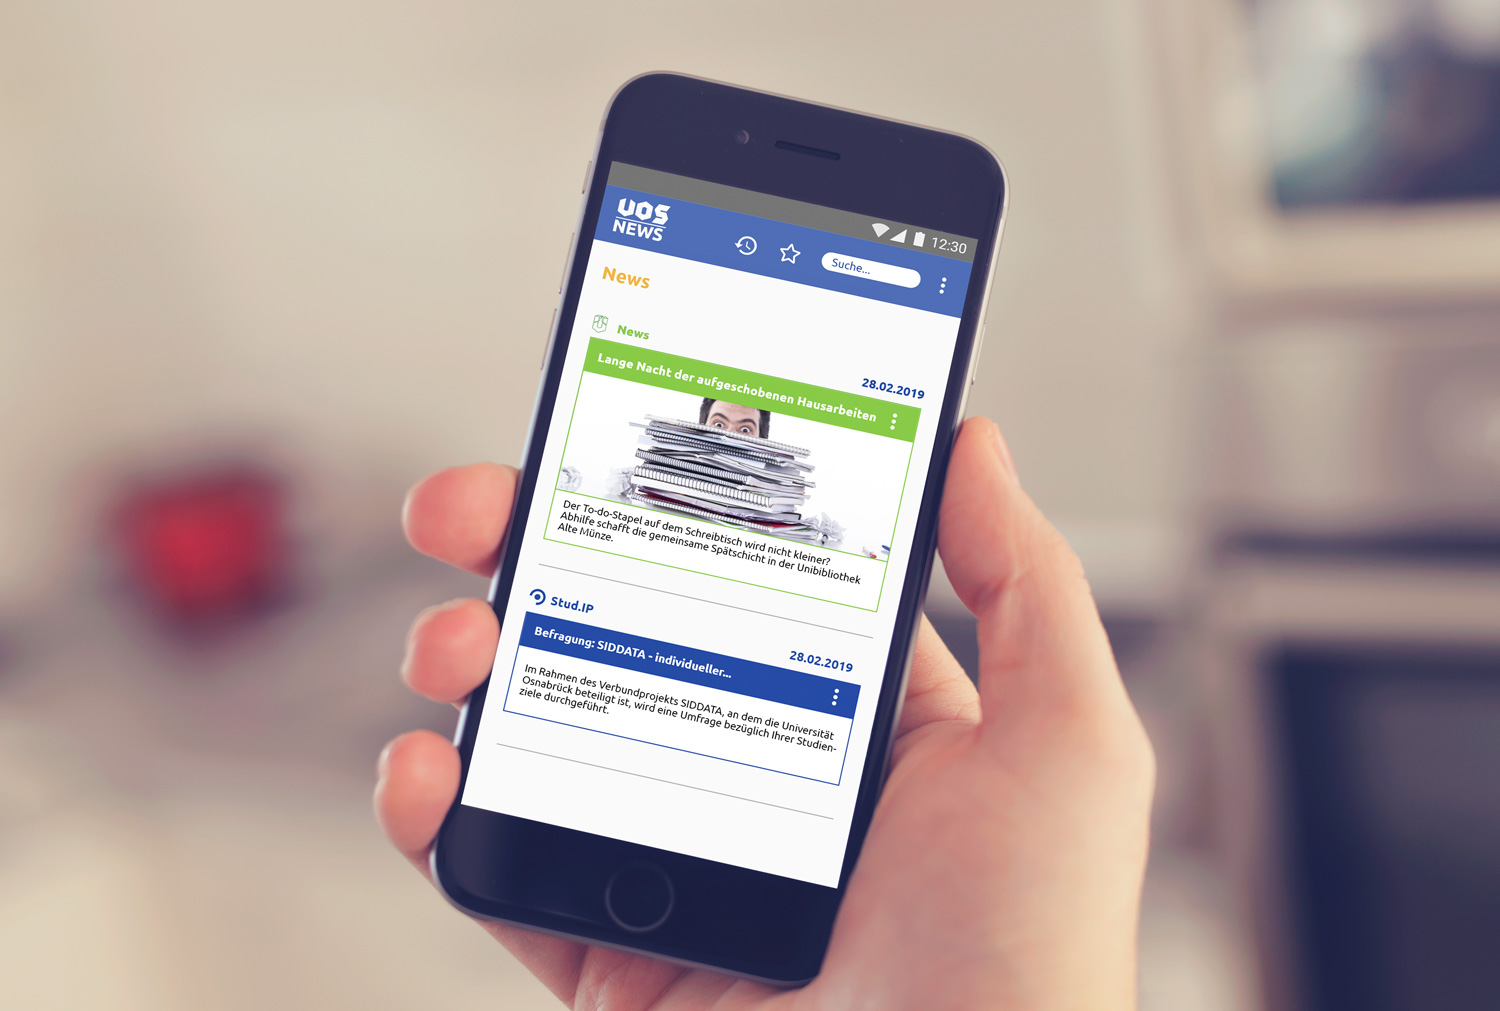 12:30
UOS
NEWS
Suche...
News
News
28.02.2019
Lange Nacht der aufgeschobenen Hausarbeiten
Der To-do-Stapel auf dem Schreibtisch wird nicht kleiner?
Abhilfe schafft die gemeinsame Spätschicht in der Unibibliothek
Alte Münze.
Stud.IP
28.02.2019
Befragung: SIDDATA - individueller...
Im Rahmen des Verbundprojekts SIDDATA, an dem die Universität
Osnabrück beteiligt ist, wird eine Umfrage bezüglich Ihrer Studien-
ziele durchgeführt.